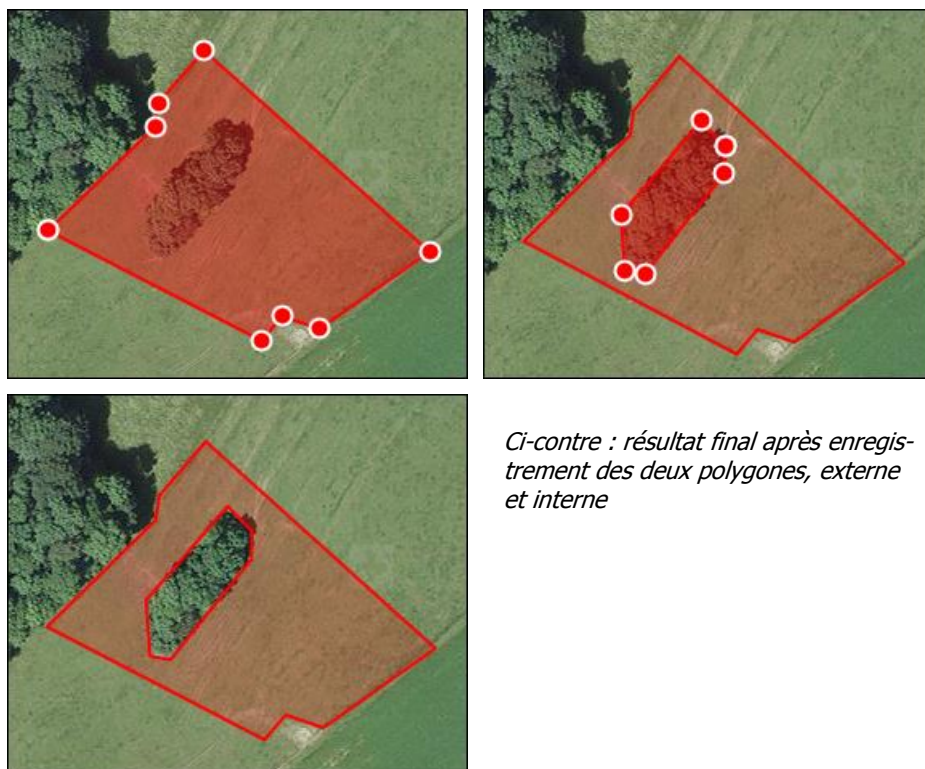 Ci-contre : résultat final après enregis-
trement des deux polygones, externe
et interne